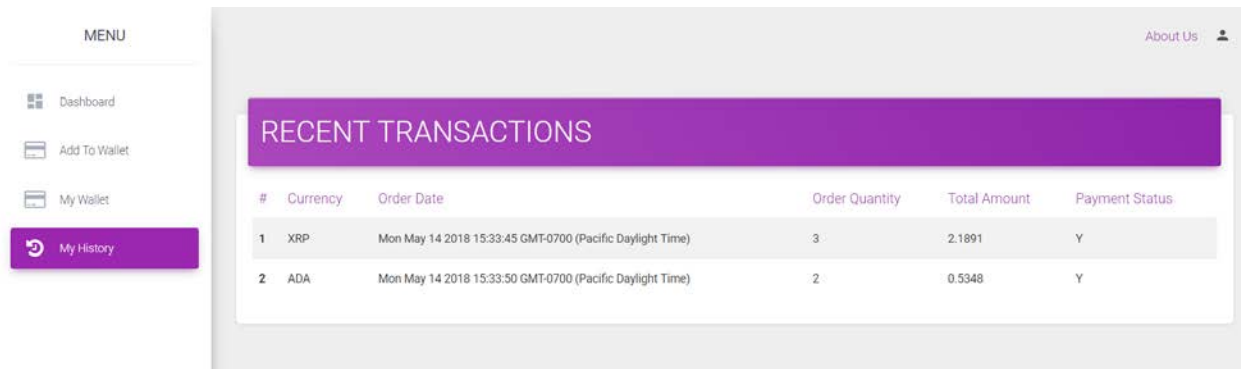 MENU
About Us
Dashboard
Add To Wallet
My Wallet
My History
RECENT TRANSACTIONS
# Currency Order Date Order Quantity Total Amount Payment Status
1 XRP Mon May 14 2018 15:33:45 GMT-0700 (Pacific Daylight Time) 3 2.1891 Y
2 ADA Mon May 14 2018 15:33:50 GMT-0700 (Pacific Daylight Time) 2 0.5348 Y